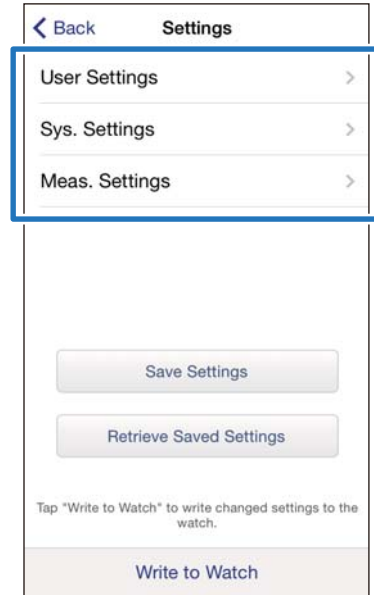 Back
Settings
User Settings
Sys. Settings
Meas. Settings
Save Settings
Retrieve Saved Settings
Tap "Write to Watch" to write changed settings to the
watch.
Write to Watch